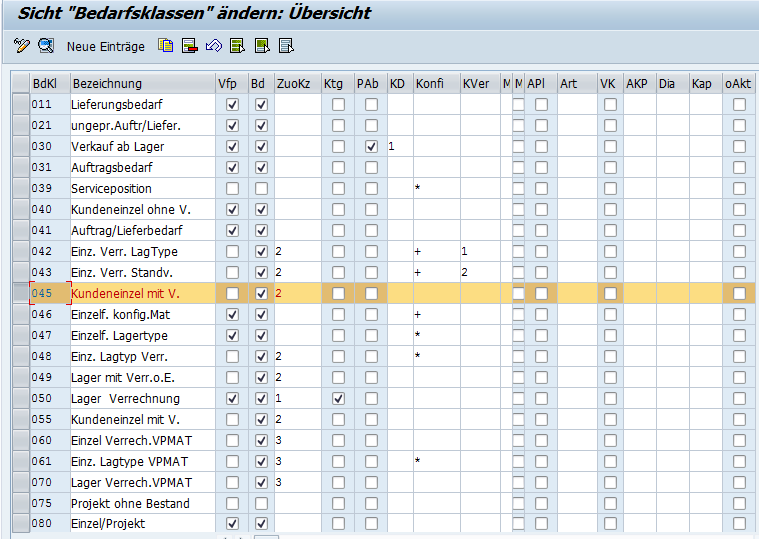 Sicht "Bedarfsklassen" ändern: Übersicht
Neue Einträge
BdKl Bezeichnung Vfp Bd ZuoKz Ktg PAb KD Konfi KVer M M APl Art VK AKP Dia Kap oAkt
011 Lieferungsbedarf
021 ungepr.Auftr/Liefer.
030 Verkauf ab Lager 1
031 Auftragsbedarf
039 Serviceposition *
040 Kundeneinzel ohne V.
041 Auftrag/Lieferbedarf
042 Einz. Verr. LagType 2 + 1
043 Einz. Verr. Standv. 2 + 2
045 Kundeneinzel mit V. 2
046 Einzelf. konfig.Mat +
047 Einzelf. Lagertype *
048 Einz. Lagtyp Verr. 2 *
049 Lager mit Verr.o.E. 2
050 Lager  Verrechnung 1
055 Kundeneinzel mit V. 2
060 Einzel Verrech.VPMAT 3
061 Einz. Lagtype VPMAT 3 *
070 Lager Verrech.VPMAT 3
075 Projekt ohne Bestand
080 Einzel/Projekt